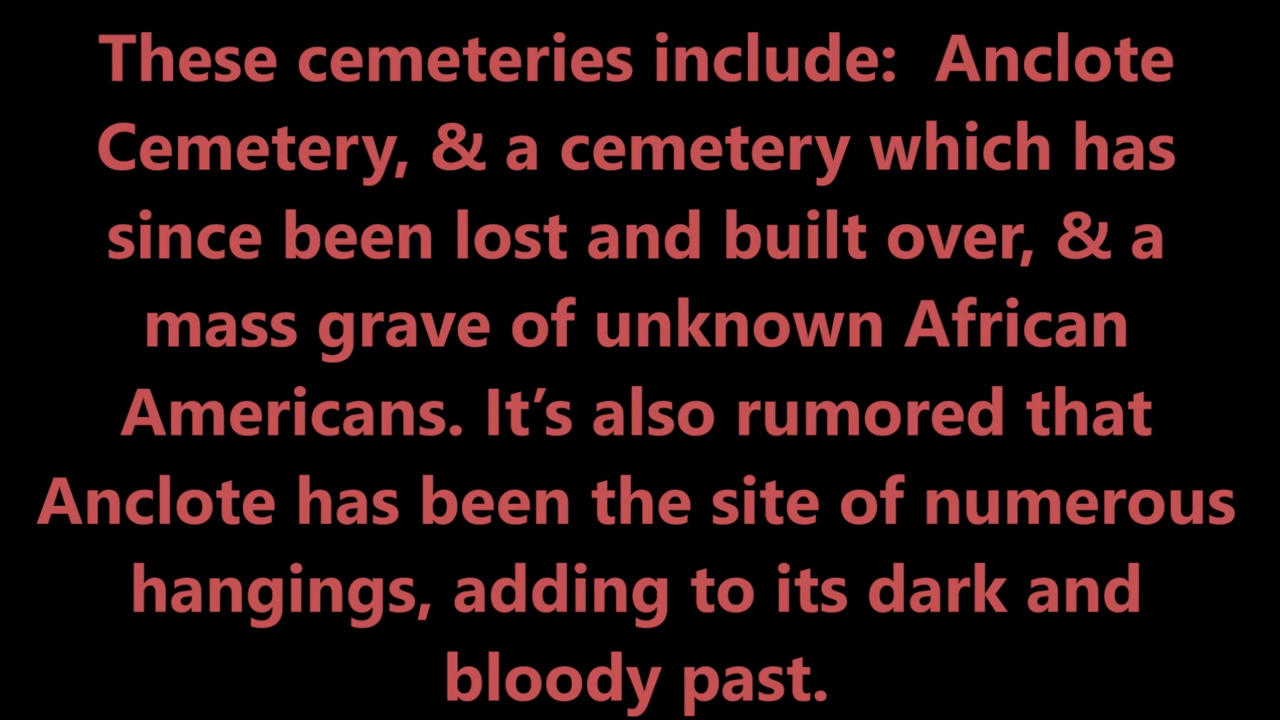 These cemeteries include:  Anclote
Cemetery, & a cemetery which has
since been lost and built over, & a
mass grave of unknown African
Americans. It’s also rumored that
Anclote has been the site of numerous
hangings, adding to its dark and
bloody past.